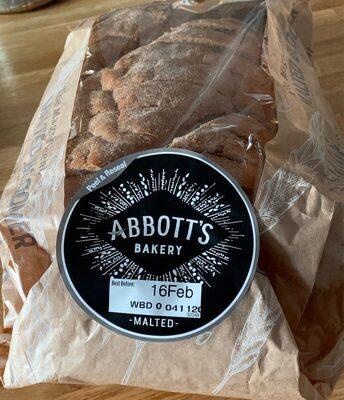 Peel & Reseal
ABBOTT'S
BAKERY
Best Before:
16Feb
WBD 0 041 120
-MALTED-